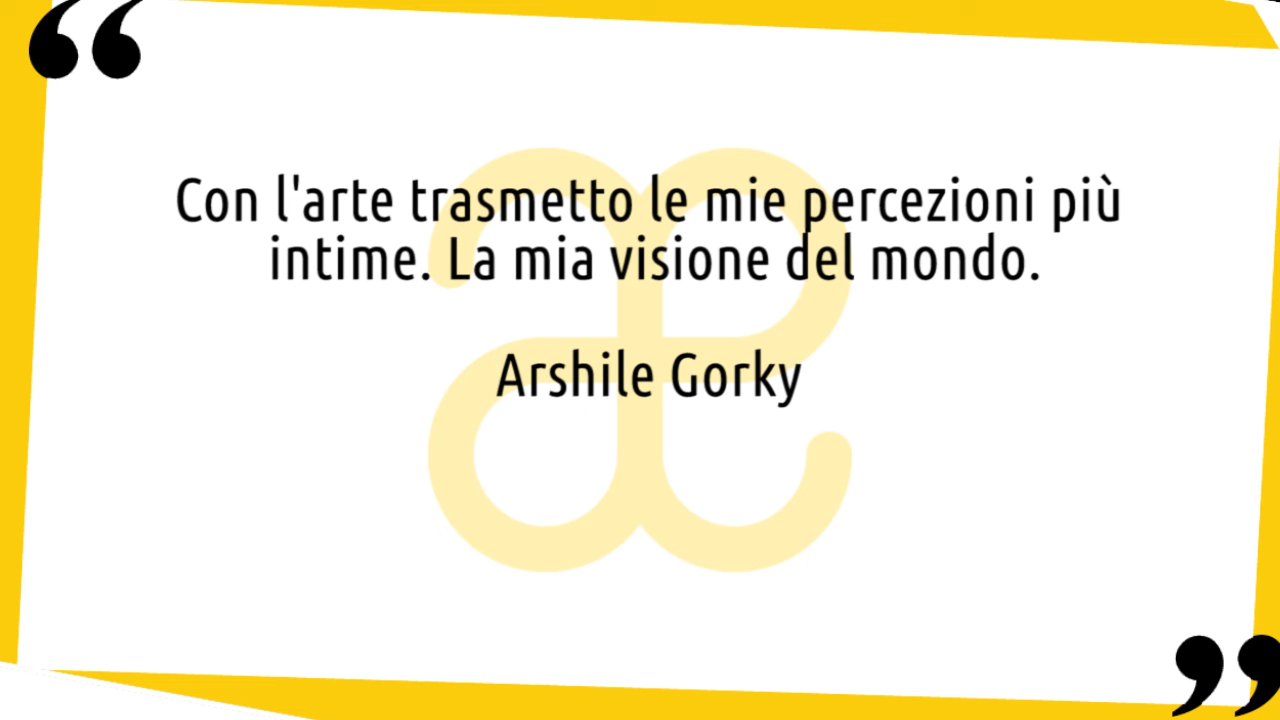 Con l'arte trasmetto le mie percezioni più
intime. La mia visione del mondo.
Arshile Gorky